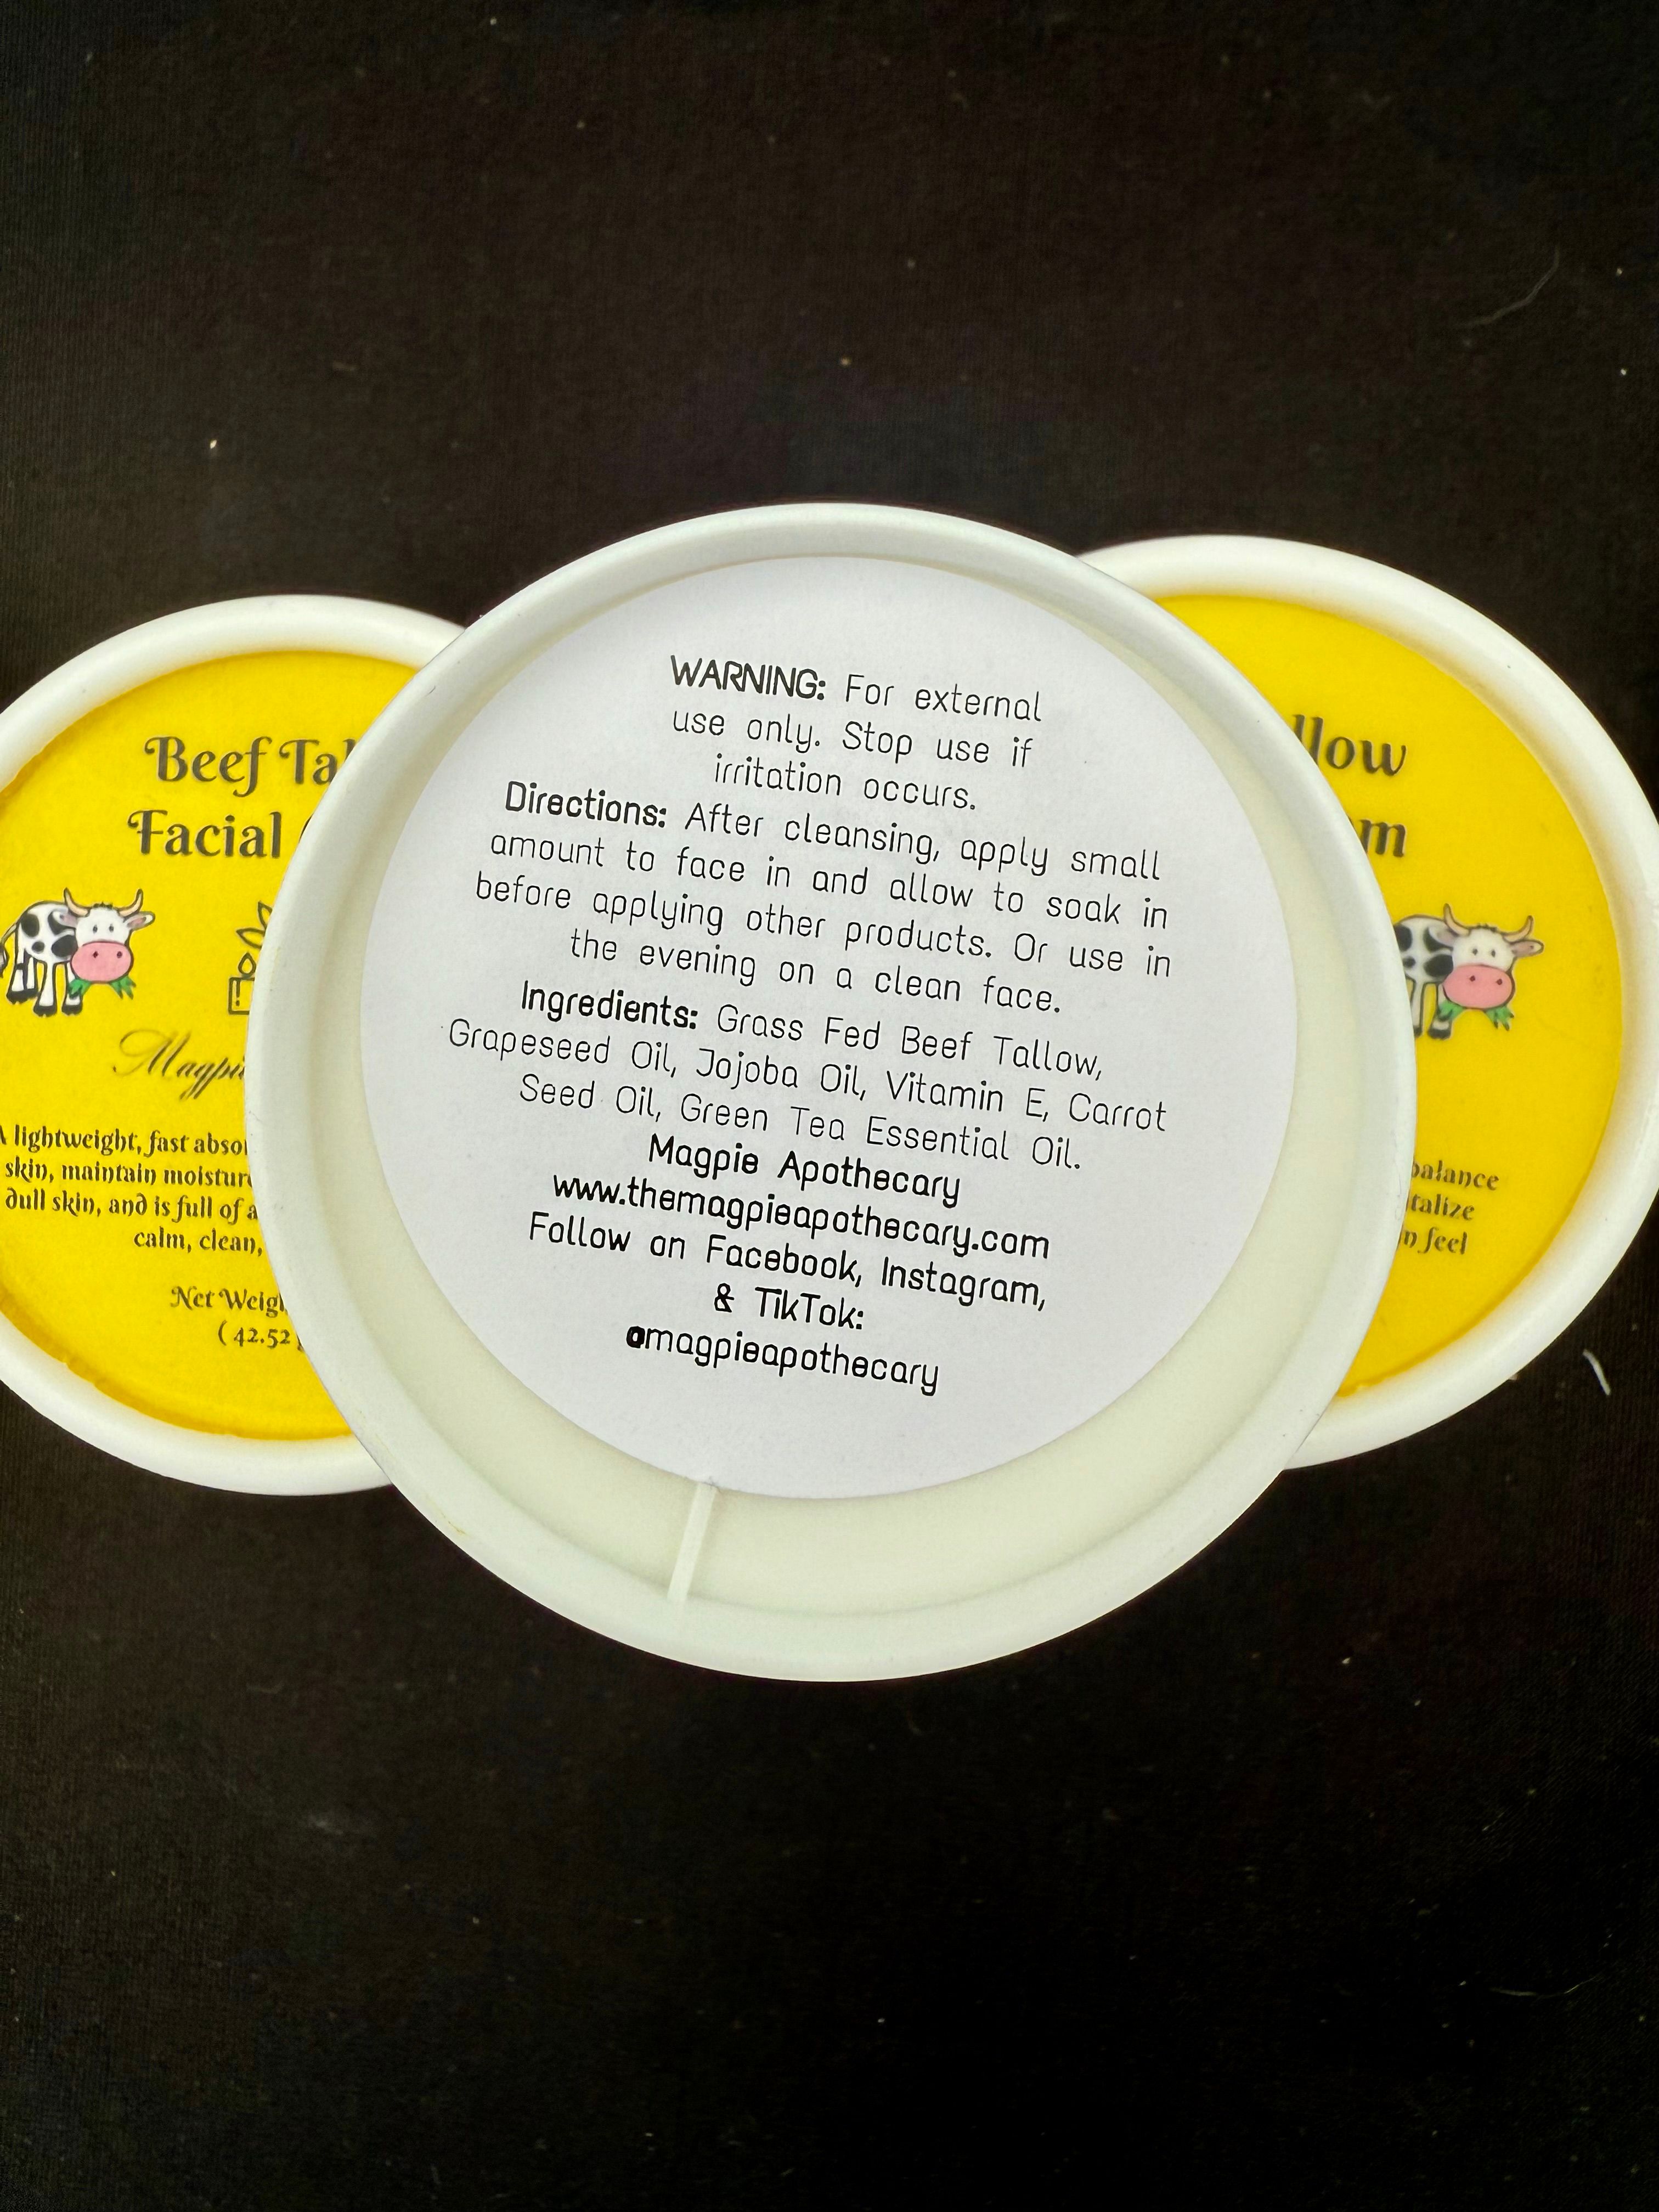 WARNING: For external
use only. Stop use if
irritation occurs.
Directions: After cleansing, apply small
amount to face in and allow to soak in
before applying other products. Or use in
the evening on a clean face.
Ingredients: Grass Fed Beef Tallow,
Grapeseed Oil, Jojoba Oil, Vitamin E, Carrot
Seed Oil, Green Tea Essential Oil.
Magpie Apothecary
www.themagpieapothecary.com
Follow on Facebook, Instagram,
& TikTok:
@magpieapothecary
Beef Tal
Facial
Magpi
A lightweight, fast absor
skin, maintain moistur
dull skin, and is full of a
calm, clean,
Net Weigh
(42.52
llow
m
balance
talize
n feel